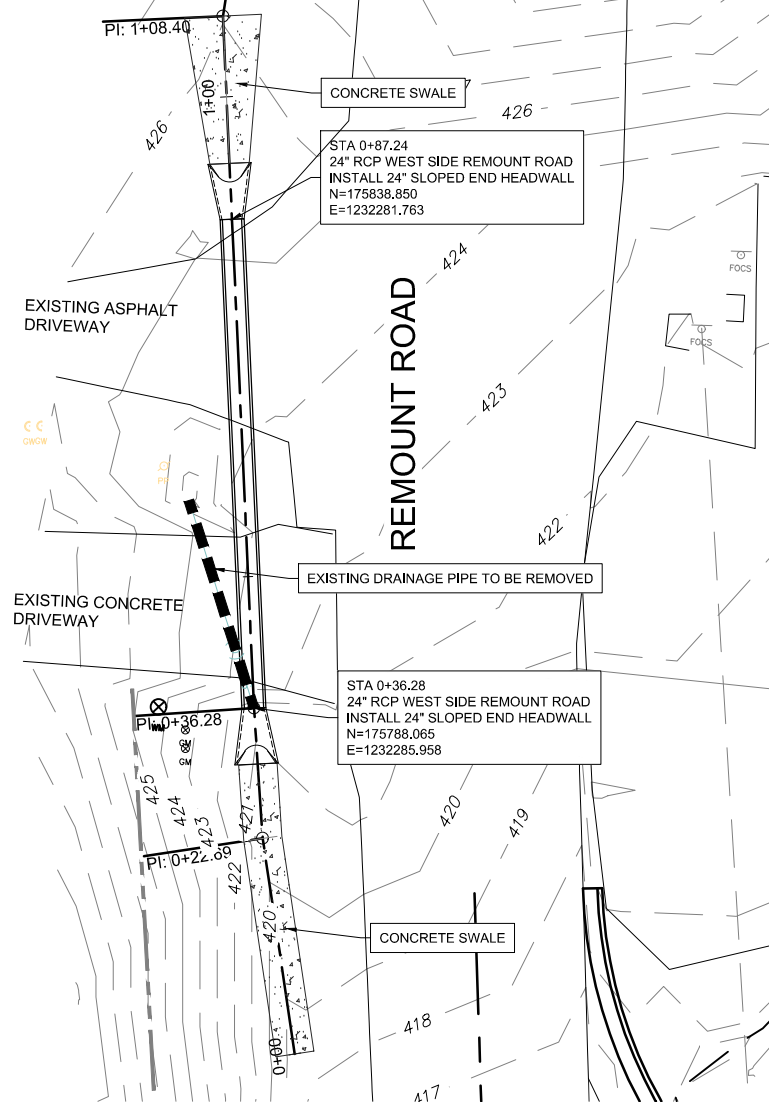 PI: 1+08.40
1+00
CONCRETE SWALE
426
426
STA 0+87.24
24" RCP WEST SIDE REMOUNT ROAD
INSTALL 24" SLOPED END HEADWALL
N=175838.850
E=1232281.763
424
FOCS
EXISTING ASPHALT
DRIVEWAY
REMOUNT ROAD
FOCS
423
GWGW
PP
422
EXISTING DRAINAGE PIPE TO BE REMOVED
EXISTING CONCRETE
DRIVEWAY
STA 0+36.28
24" RCP WEST SIDE REMOUNT ROAD
INSTALL 24" SLOPED END HEADWALL
N=175788.065
E=1232285.958
PI: 0+36.28
WM
GM
GM
425
424
423
421
420
419
PI: 0+22.69
422
420
CONCRETE SWALE
418
0+00
417